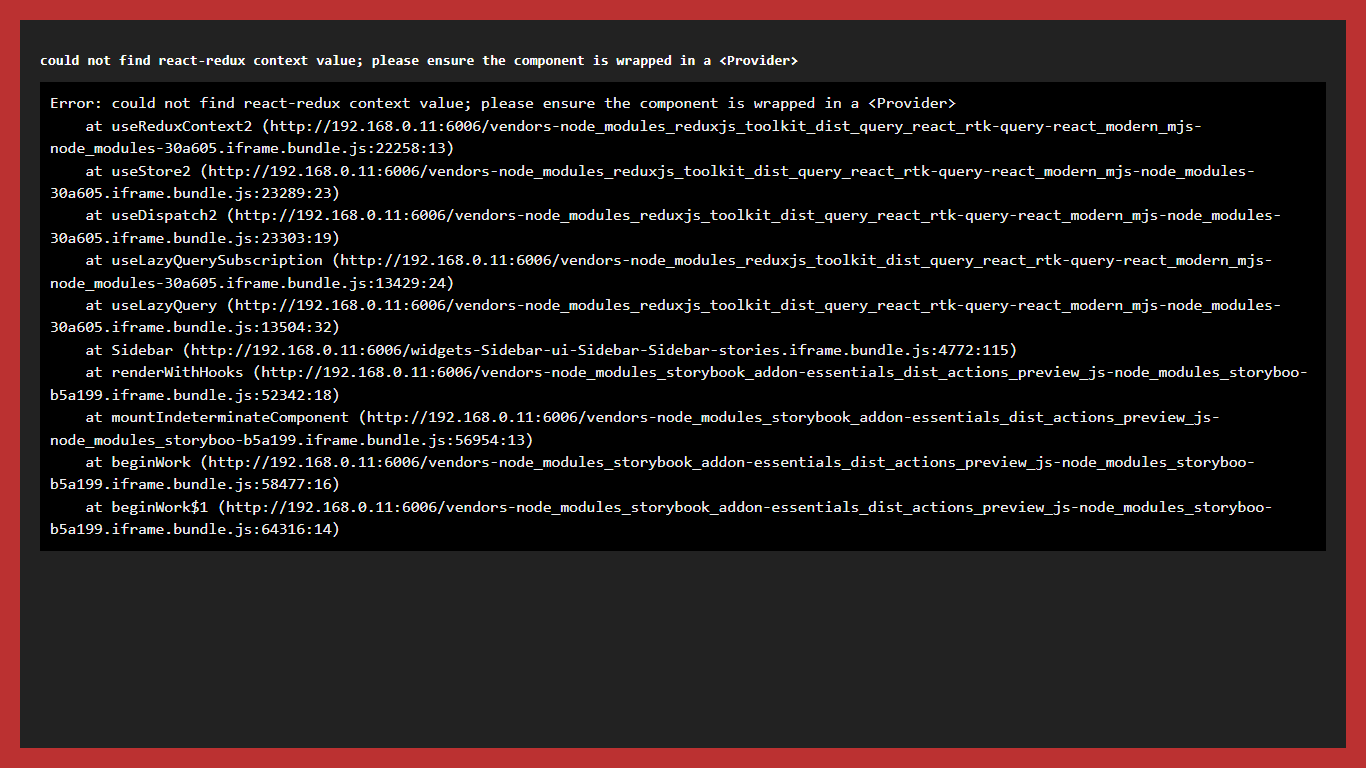 could not find react-redux context value; please ensure the component is wrapped in a <Provider>
Error: could not find react-redux context value; please ensure the component is wrapped in a <Provider>
    at useReduxContext2 (http://192.168.0.11:6006/vendors-node_modules_reduxjs_toolkit_dist_query_react_rtk-query-react_modern_mjs-
node_modules-30a605.iframe.bundle.js:22258:13)
    at useStore2 (http://192.168.0.11:6006/vendors-node_modules_reduxjs_toolkit_dist_query_react_rtk-query-react_modern_mjs-node_modules-
30a605.iframe.bundle.js:23289:23)
    at useDispatch2 (http://192.168.0.11:6006/vendors-node_modules_reduxjs_toolkit_dist_query_react_rtk-query-react_modern_mjs-node_modules-
30a605.iframe.bundle.js:23303:19)
    at useLazyQuerySubscription (http://192.168.0.11:6006/vendors-node_modules_reduxjs_toolkit_dist_query_react_rtk-query-react_modern_mjs-
node_modules-30a605.iframe.bundle.js:13429:24)
    at useLazyQuery (http://192.168.0.11:6006/vendors-node_modules_reduxjs_toolkit_dist_query_react_rtk-query-react_modern_mjs-node_modules-
30a605.iframe.bundle.js:13504:32)
    at Sidebar (http://192.168.0.11:6006/widgets-Sidebar-ui-Sidebar-Sidebar-stories.iframe.bundle.js:4772:115)
    at renderWithHooks (http://192.168.0.11:6006/vendors-node_modules_storybook_addon-essentials_dist_actions_preview_js-node_modules_storyboo-
b5a199.iframe.bundle.js:52342:18)
    at mountIndeterminateComponent (http://192.168.0.11:6006/vendors-node_modules_storybook_addon-essentials_dist_actions_preview_js-
node_modules_storyboo-b5a199.iframe.bundle.js:56954:13)
    at beginWork (http://192.168.0.11:6006/vendors-node_modules_storybook_addon-essentials_dist_actions_preview_js-node_modules_storyboo-
b5a199.iframe.bundle.js:58477:16)
    at beginWork$1 (http://192.168.0.11:6006/vendors-node_modules_storybook_addon-essentials_dist_actions_preview_js-node_modules_storyboo-
b5a199.iframe.bundle.js:64316:14)